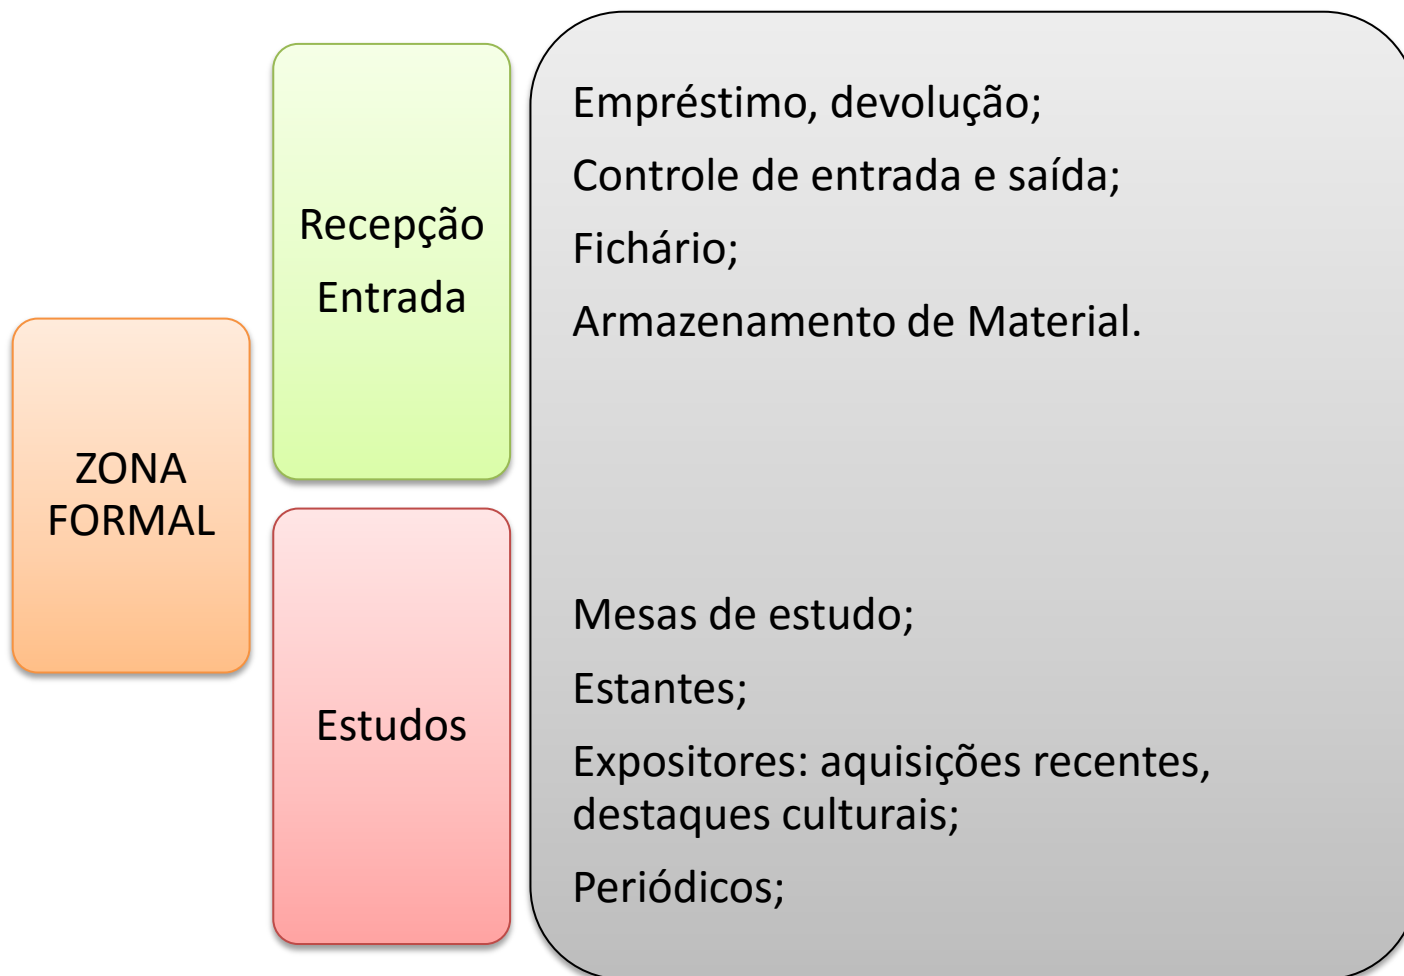 ZONA
FORMAL
Recepção
Entrada
Empréstimo, devolução;
Controle de entrada e saída;
Fichário;
Armazenamento de Material.
Estudos
Mesas de estudo;
Estantes;
Expositores: aquisições recentes,
destaques culturais;
Periódicos;